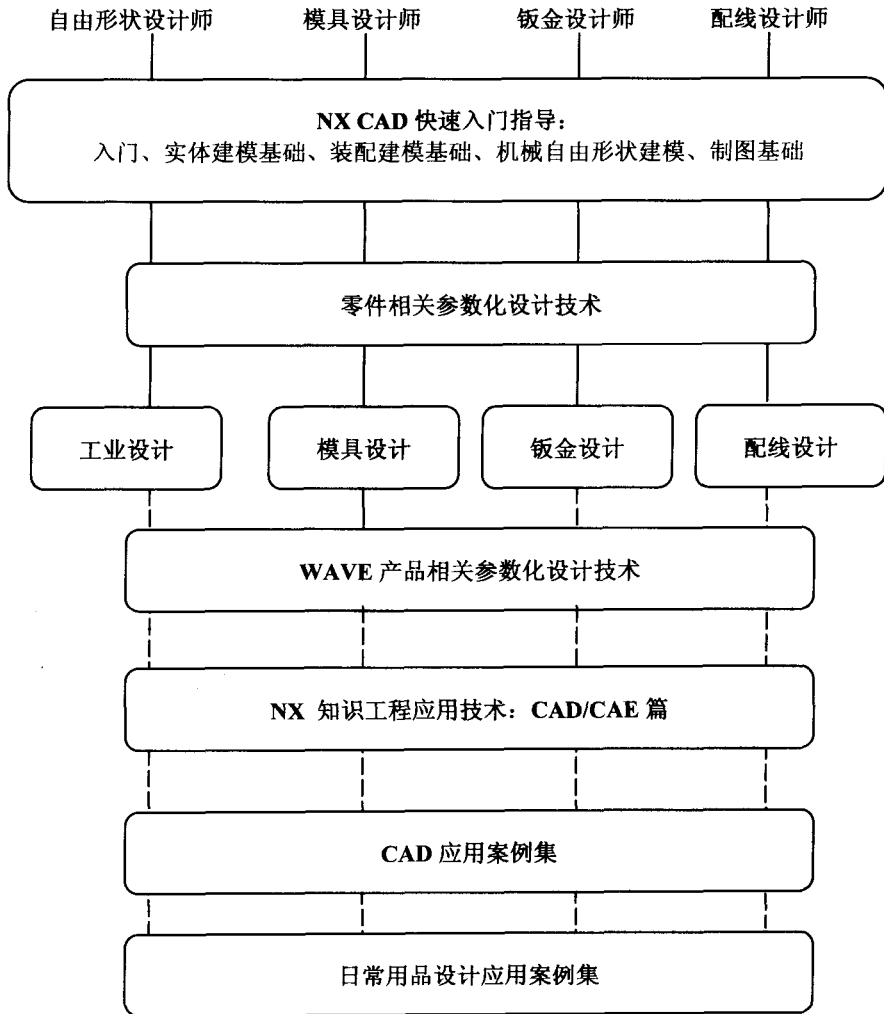 自由形状设计师 模具设计师 钣金设计师 配线设计师
NX CAD 快速入门指导：
入门、实体建模基础、装配建模基础、机械自由形状建模、制图基础
零件相关参数化设计技术
工业设计 模具设计 钣金设计 配线设计
WAVE 产品相关参数化设计技术
NX 知识工程应用技术：CAD/CAE 篇
CAD 应用案例集
日常用品设计应用案例集